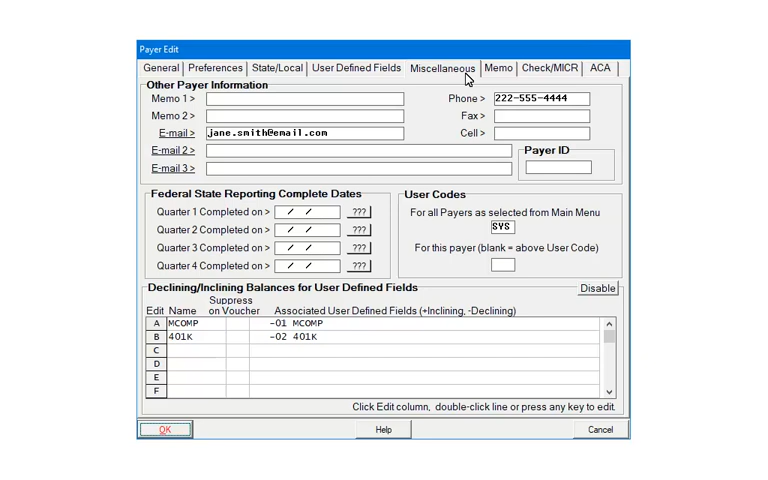 Payer Edit
General Preferences State/Local User Defined Fields Miscellaneous Memo Check/MICR ACA
Other Payer Information
Memo 1 > Phone > 222-555-4444
Memo 2 > Fax >
E-mail > jane.smith@email.com Cell >
E-mail 2 > Payer ID
E-mail 3 >
Federal State Reporting Complete Dates User Codes
Quarter 1 Completed on > / / ??? For all Payers as selected from Main Menu
SYS
Quarter 2 Completed on > / / ???
Quarter 3 Completed on > / / ??? For this payer (blank = above User Code)
Quarter 4 Completed on > / / ???
Declining/Inclining Balances for User Defined Fields Disable
Edit Name Suppress on Voucher Associated User Defined Fields (+Inclining, -Declining)
A MCOMP -01 MCOMP
B 401K -02 401K
C
D
E
F
Click Edit column, double-click line or press any key to edit.
OK Help Cancel